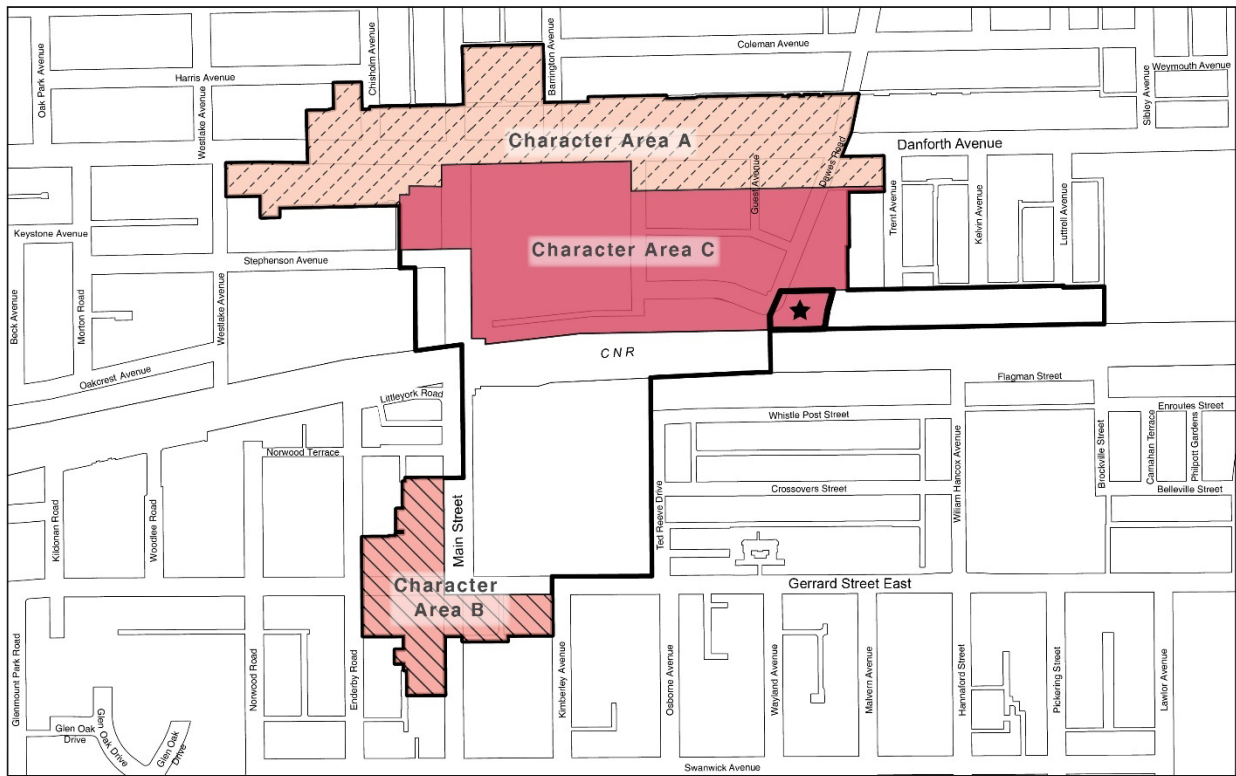 Coleman Avenue
Weymouth Avenue
Harris Avenue
Oak Park Avenue
Chisholm Avenue
Barrington Avenue
Westlake Avenue
Sibley Avenue
Character Area A
Danforth Avenue
Dawes Road
Guest Avenue
Trent Avenue
Kelvin Avenue
Luttrell Avenue
Keystone Avenue
Character Area C
Stephenson Avenue
Bock Avenue
Morton Road
Westlake Avenue
CNR
Oakcrest Avenue
Flagman Street
Littleyork Road
Whistle Post Street
Enroutes Street
Norwood Terrace
Brockville Street
Carnahan Terrace
Philpott Gardens
William Hancox Avenue
Crossovers Street
Belleville Street
Kildonan Road
Woodlee Road
Main Street
Ted Reeve Drive
Character
Area B
Gerrard Street East
Glenmount Park Road
Norwood Road
Enderby Road
Kimberley Avenue
Osborne Avenue
Wayland Avenue
Malvern Avenue
Hannaford Street
Pickering Street
Lawlor Avenue
Glen Oak
Drive
Glen Oak Drive
Glen Oak
Drive
Swanwick Avenue